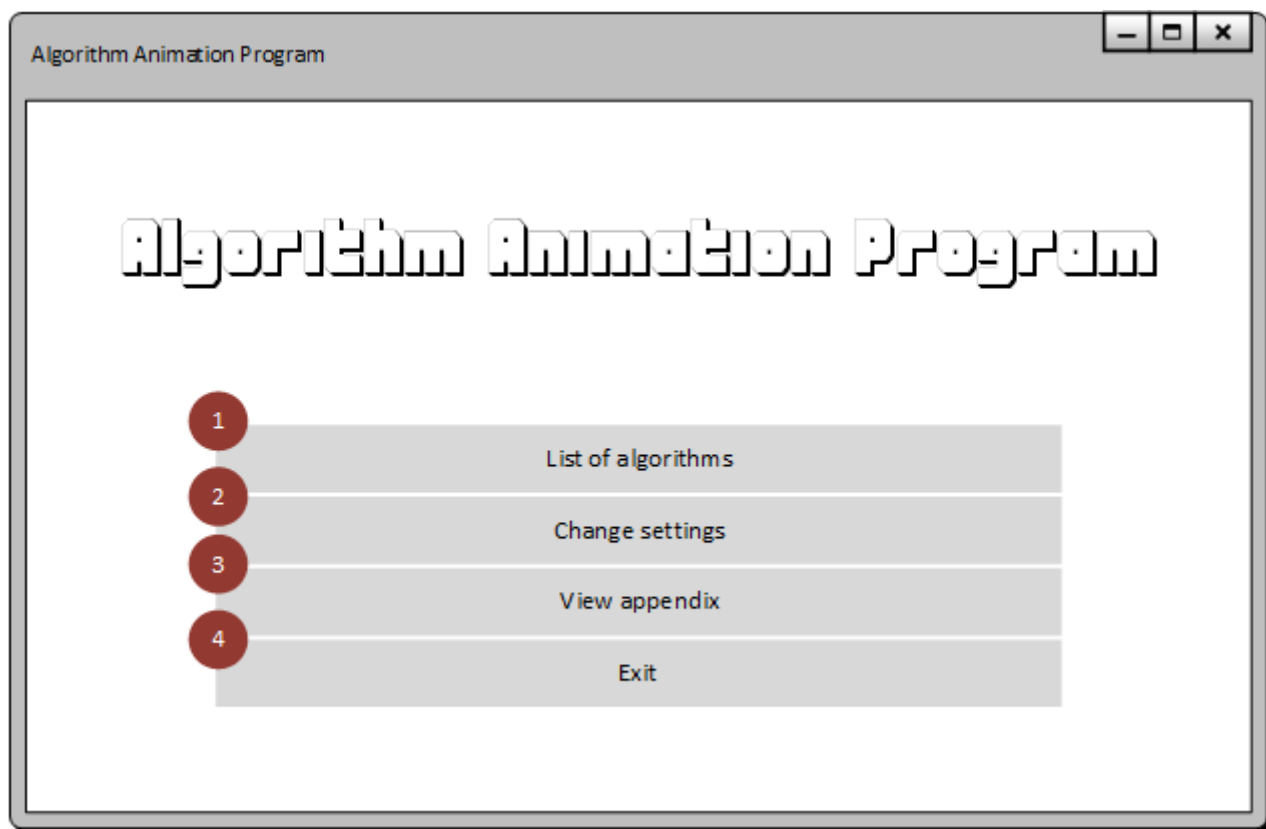 Algorithm Animation Program
Algorithm Animation Program
1
List of algorithms
2
Change settings
3
View appendix
4
Exit